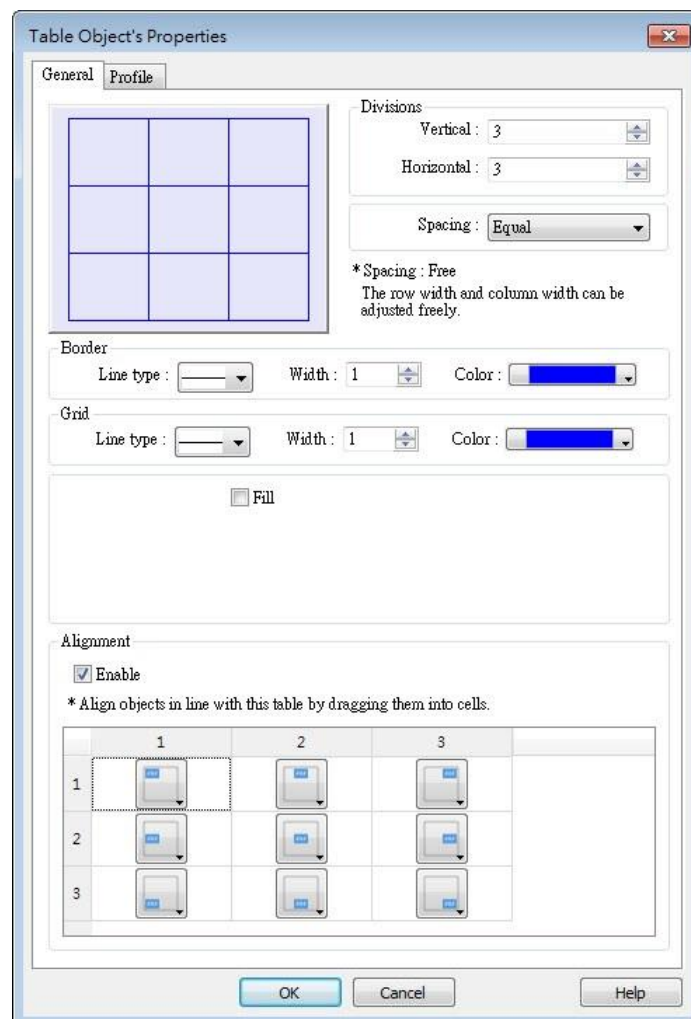 Table Object's Properties
General Profile
Divisions
Vertical : 3
Horizontal : 3
Spacing : Equal
* Spacing : Free
The row width and column width can be
adjusted freely.
Border
Line type : Width : 1 Color :
Grid
Line type : Width : 1 Color :
Fill
Alignment
Enable
* Align objects in line with this table by dragging them into cells.
1 2 3
1
2
3
OK Cancel Help